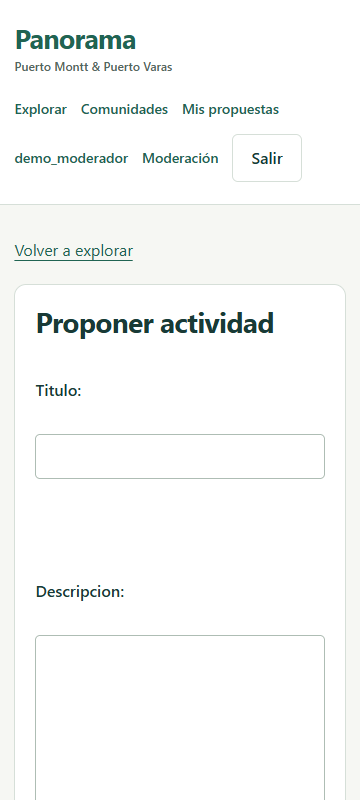 Panorama
Puerto Montt & Puerto Varas
Explorar Comunidades Mis propuestas
demo_moderador Moderación Salir
Volver a explorar
Proponer actividad
Titulo:
Descripcion: